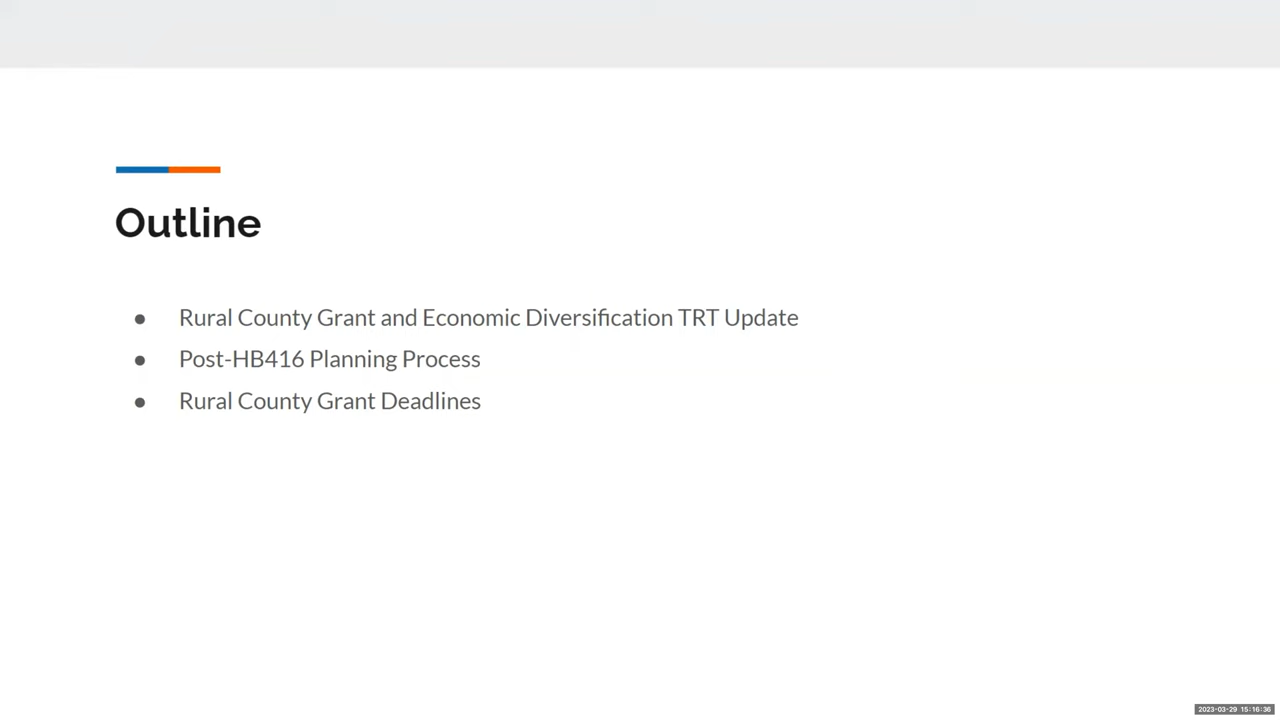 Outline
● Rural County Grant and Economic Diversification TRT Update
● Post-HB416 Planning Process
● Rural County Grant Deadlines
2023-03-29 15:16:36